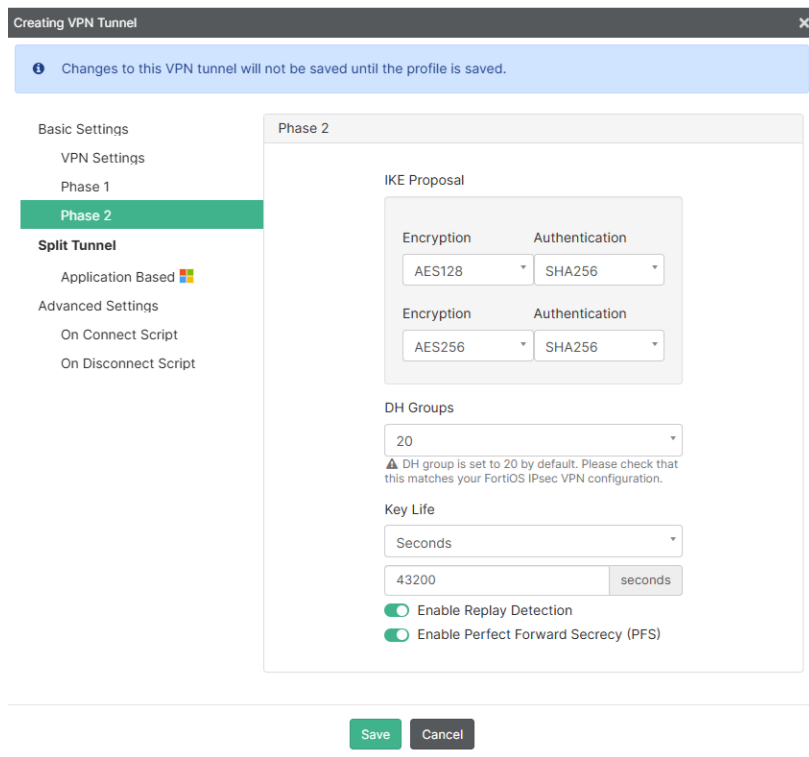 Creating VPN Tunnel
Changes to this VPN tunnel will not be saved until the profile is saved.
Basic Settings
VPN Settings
Phase 1
Phase 2
Split Tunnel
Application Based
Advanced Settings
On Connect Script
On Disconnect Script
Phase 2
IKE Proposal
Encryption Authentication
AES128 SHA256
Encryption Authentication
AES256 SHA256
DH Groups
20
DH group is set to 20 by default. Please check that
this matches your FortiOS IPsec VPN configuration.
Key Life
Seconds
43200 seconds
Enable Replay Detection
Enable Perfect Forward Secrecy (PFS)
Save Cancel